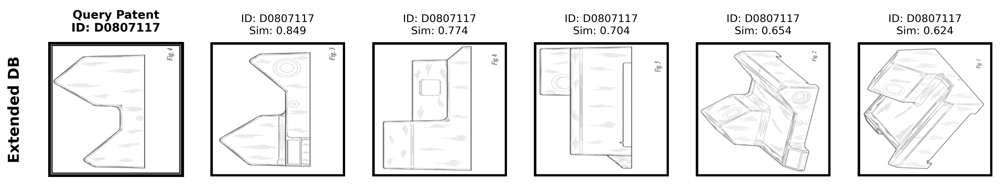 Extended DB
Query Patent
ID: D0807117
Fig. 4
ID: D0807117
Sim: 0.849
Fig. 3
ID: D0807117
Sim: 0.774
Fig. 6
ID: D0807117
Sim: 0.704
Fig. 5
ID: D0807117
Sim: 0.654
Fig. 2
ID: D0807117
Sim: 0.624
Fig. 1